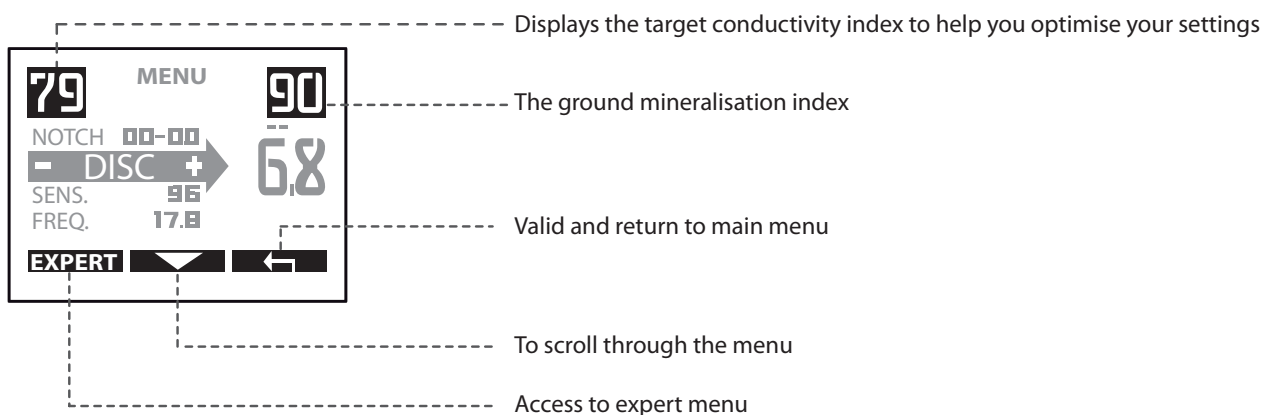 Displays the target conductivity index to help you optimise your settings
79 MENU 90
The ground mineralisation index
NOTCH 00-00
- DISC + 6,8
SENS. 96
FREQ. 17.8
Valid and return to main menu
EXPERT
To scroll through the menu
Access to expert menu